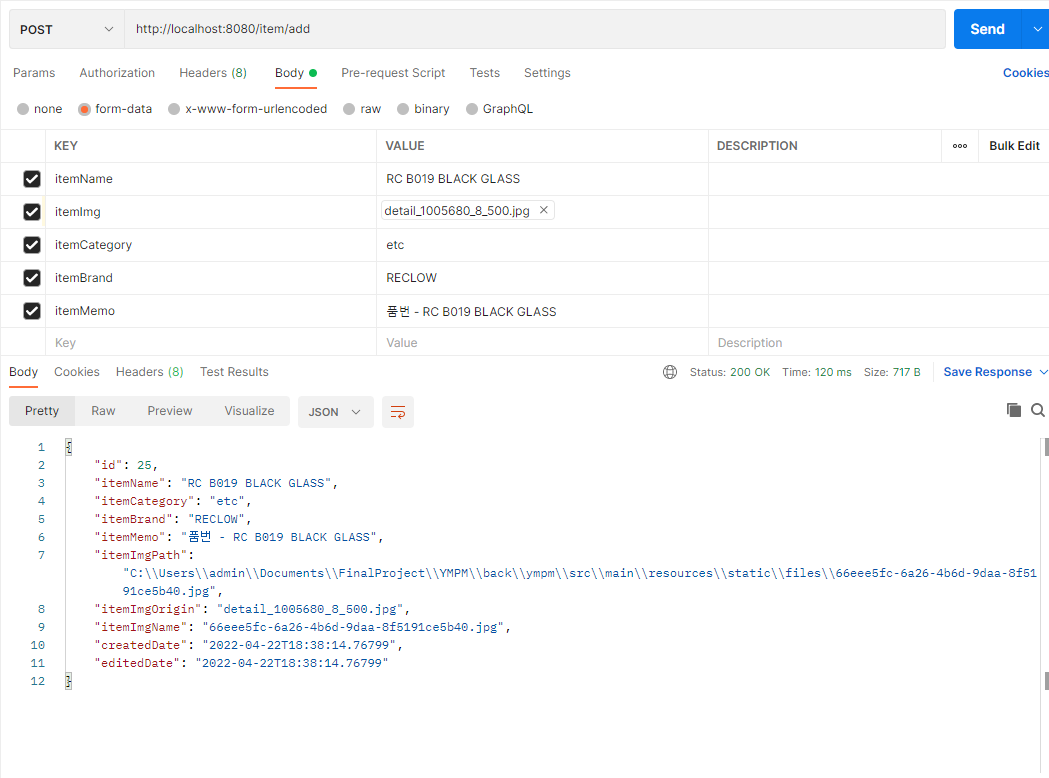 POST http://localhost:8080/item/add Send
Params Authorization Headers (8) Body Pre-request Script Tests Settings Cookies
none form-data x-www-form-urlencoded raw binary GraphQL
KEY VALUE DESCRIPTION ooo Bulk Edit
itemName RC B019 BLACK GLASS
itemImg detail_1005680_8_500.jpg ×
itemCategory etc
itemBrand RECLOW
itemMemo 품번 - RC B019 BLACK GLASS
Key Value Description
Body Cookies Headers (8) Test Results Status: 200 OK Time: 120 ms Size: 717 B Save Response
Pretty Raw Preview Visualize JSON
1 {
2 "id": 25,
3 "itemName": "RC B019 BLACK GLASS",
4 "itemCategory": "etc",
5 "itemBrand": "RECLOW",
6 "itemMemo": "품번 - RC B019 BLACK GLASS",
7 "itemImgPath":
"C:\\Users\\admin\\Documents\\FinalProject\\YMPM\\back\\ympm\\src\\main\\resources\\static\\files\\66eee5fc-6a26-4b6d-9daa-8f51
91ce5b40.jpg",
8 "itemImgOrigin": "detail_1005680_8_500.jpg",
9 "itemImgName": "66eee5fc-6a26-4b6d-9daa-8f5191ce5b40.jpg",
10 "createdDate": "2022-04-22T18:38:14.76799",
11 "editedDate": "2022-04-22T18:38:14.76799"
12 }